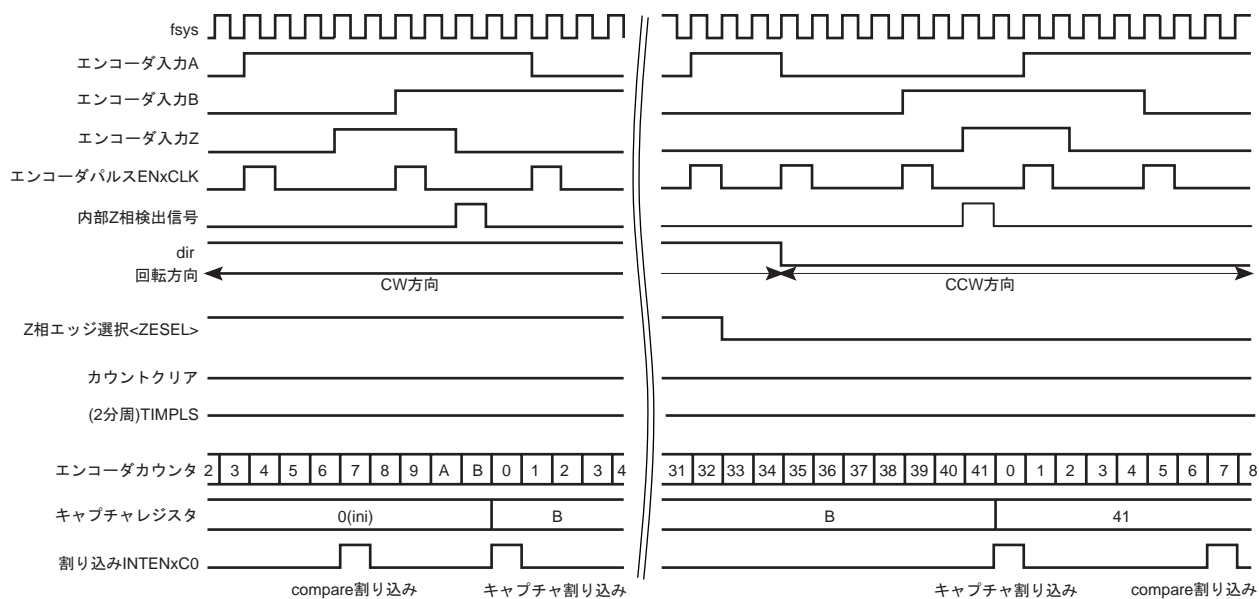 fsys
エンコーダ入力A
エンコーダ入力B
エンコーダ入力Z
エンコーダパルスENxCLK
内部Z相検出信号
dir
回転方向
CW方向
CCW方向
Z相エッジ選択<ZESEL>
カウントクリア
(2分周)TIMPLS
エンコーダカウンタ 2 3 4 5 6 7 8 9 A B 0 1 2 3 4 31 32 33 34 35 36 37 38 39 40 41 0 1 2 3 4 5 6 7 8
キャプチャレジスタ 0(ini) B B 41
割り込みINTENxC0
compare割り込み キャプチャ割り込み キャプチャ割り込み compare割り込み